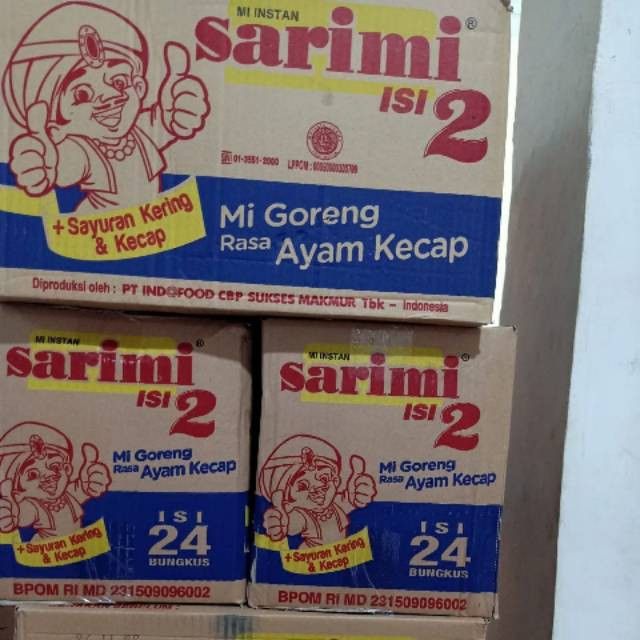 MI INSTAN
sarimi®
ISI 2
SNI 01-3551-2000
+ Sayuran Kering
& Kecap
Mi Goreng
Rasa Ayam Kecap
Diproduksi oleh : PT INDOFOOD CBP SUKSES MAKMUR Tbk – Indonesia
MI INSTAN
sarimi®
ISI 2
Mi Goreng
Rasa Ayam Kecap
+ Sayuran Kering
& Kecap
ISI
24
BUNGKUS
BPOM RI MD 231509096002
MI INSTAN
sarimi®
ISI 2
Mi Goreng
Rasa Ayam Kecap
+ Sayuran Kering
& Kecap
ISI
24
BUNGKUS
BPOM RI MD 231509096002